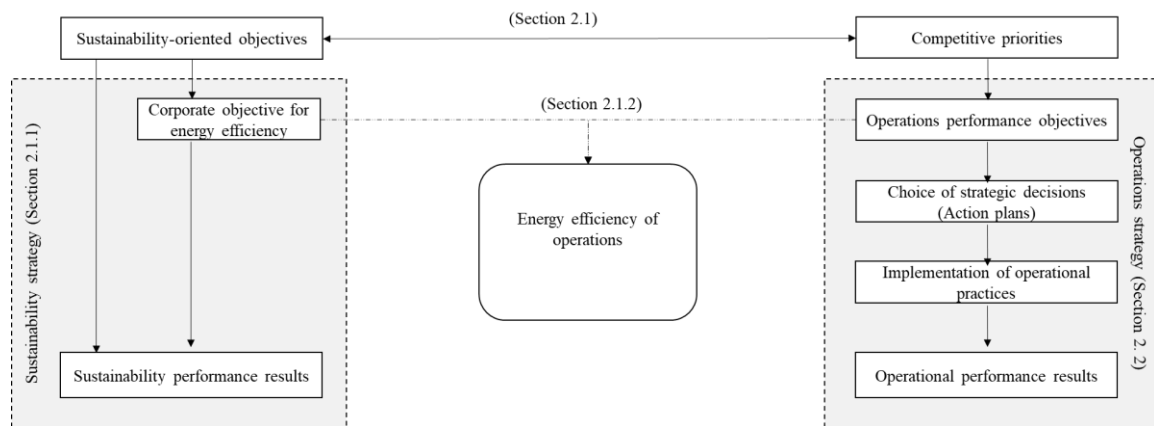 (Section 2.1)
Sustainability-oriented objectives
Competitive priorities
Corporate objective for
energy efficiency
(Section 2.1.2)
Operations performance objectives
Sustainability strategy (Section 2.1.1)
Energy efficiency of
operations
Choice of strategic decisions
(Action plans)
Implementation of operational
practices
Operations strategy (Section 2. 2)
Sustainability performance results
Operational performance results